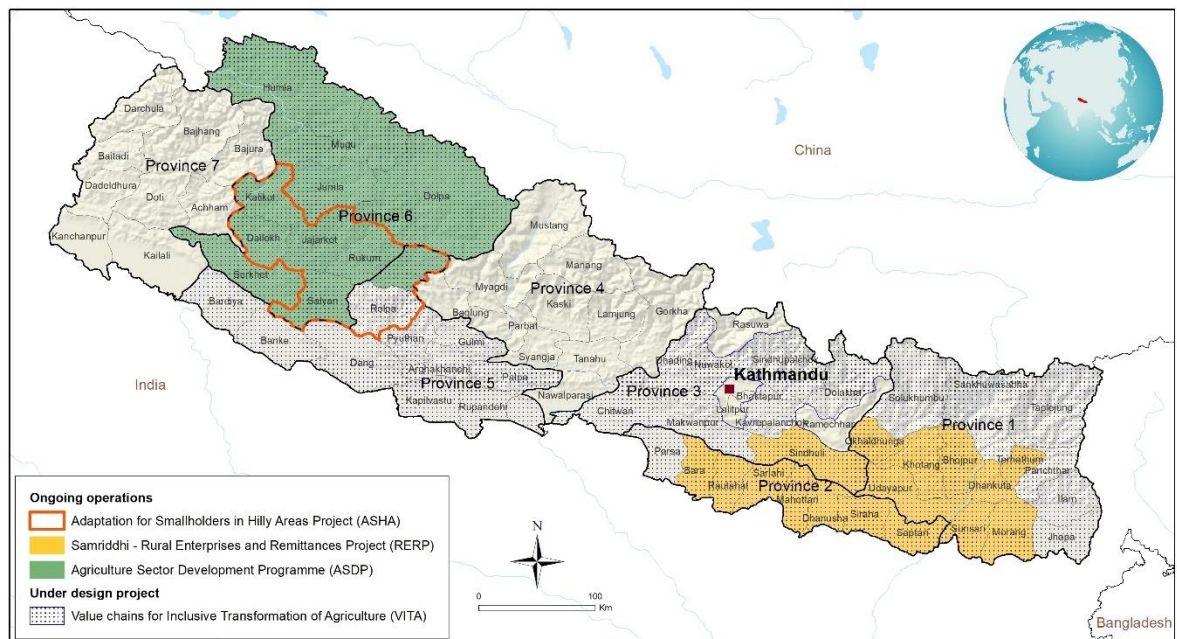 China
India
Bangladesh
Humla
Darchula
Bajhang
Mugu
Bajura
Baitadi
Province 7
Jumla
Dadeldhura
Dolpa
Doti
Kalikot
Achham
Province 6
Mustang
Kanchanpur
Dailekh
Jajarkot
Kailali
Rukum
Manang
Surkhet
Myagdi
Province 4
Bardiya
Salyan
Rolpa
Kaski
Baglung
Lamjung
Gorkha
Parbat
Rasuwa
Banke
Pyuthan
Gulmi
Syangja
Tanahu
Dhading
Nuwakot
Sindhupalchok
Dang
Arghakhanchi
Palpa
Kathmandu
Sankhuwasabha
Province 5
Nawalparasi
Province 3
Bhaktapur
Dolakha
Solukhumbu
Taplejung
Kapilvastu
Rupandehi
Chitwan
Lalitpur
Makwanpur
Kavrepalanchok
Ramechhap
Province 1
Okhaldhunga
Parsa
Sindhuli
Khotang
Bhojpur
Terhathum
Panchthar
Bara
Sarlahi
Rautahat
Province 2
Udayapur
Dhankuta
Ilam
Mahottari
Dhanusha
Siraha
Saptari
Sunsari
Morang
Jhapa
Ongoing operations
Adaptation for Smallholders in Hilly Areas Project (ASHA)
Samriddhi - Rural Enterprises and Remittances Project (RERP)
Agriculture Sector Development Programme (ASDP)
Under design project
Value chains for Inclusive Transformation of Agriculture (VITA)
N
0 100
Km